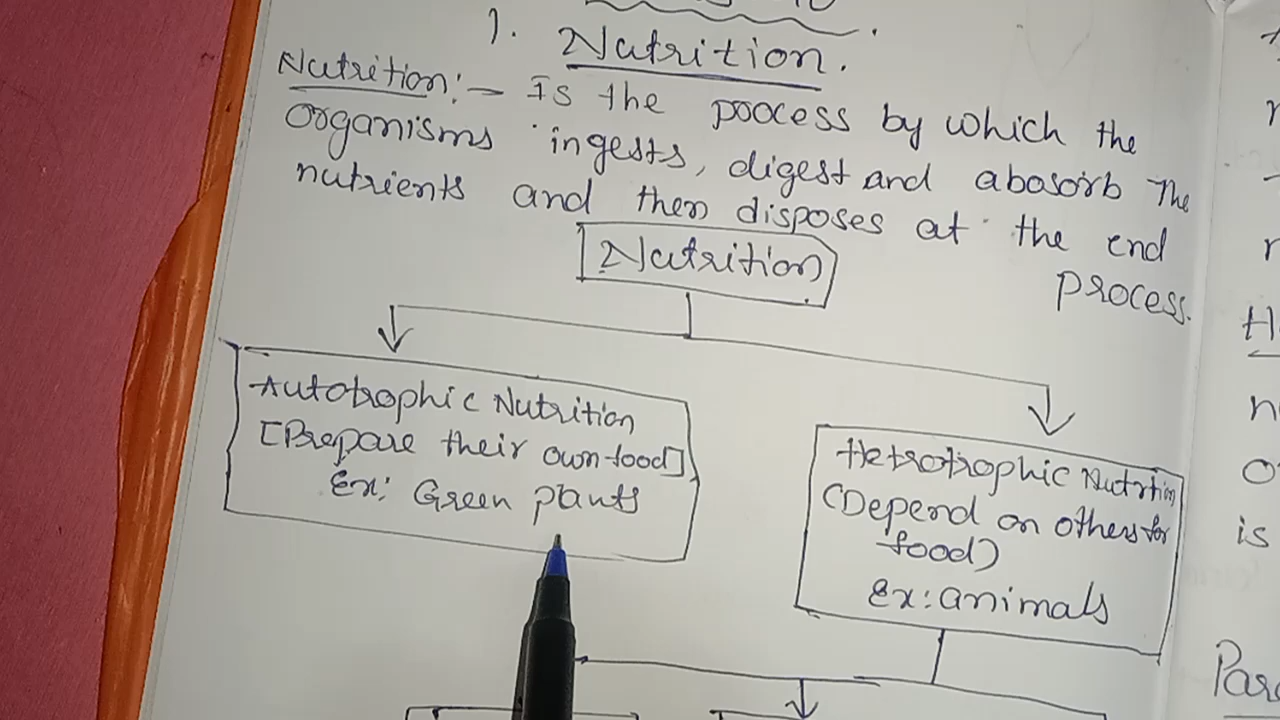 1. Nutrition.
Nutrition:- Is the process by which the
organisms ingests, digest and abosorb The
nutrients and then disposes at the end
process.
Nutrition
Autotrophic Nutrition
[Prepare their own food]
Ex: Green plants
Hetrotrophic Nutrition
(Depend on others for
food)
Ex: animals
Para